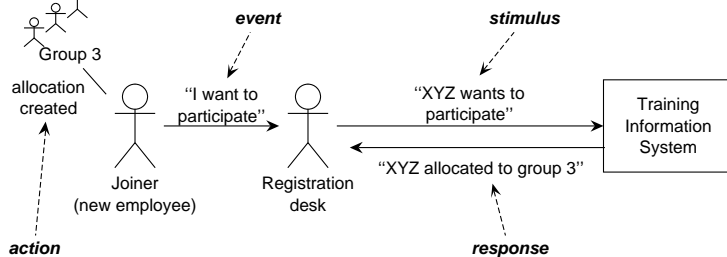 event
stimulus
Group 3
allocation
created
‘‘I want to
participate’’
‘‘XYZ wants to
participate’’
Training
Information
System
‘‘XYZ allocated to group 3’’
Joiner
(new employee)
Registration
desk
action
response